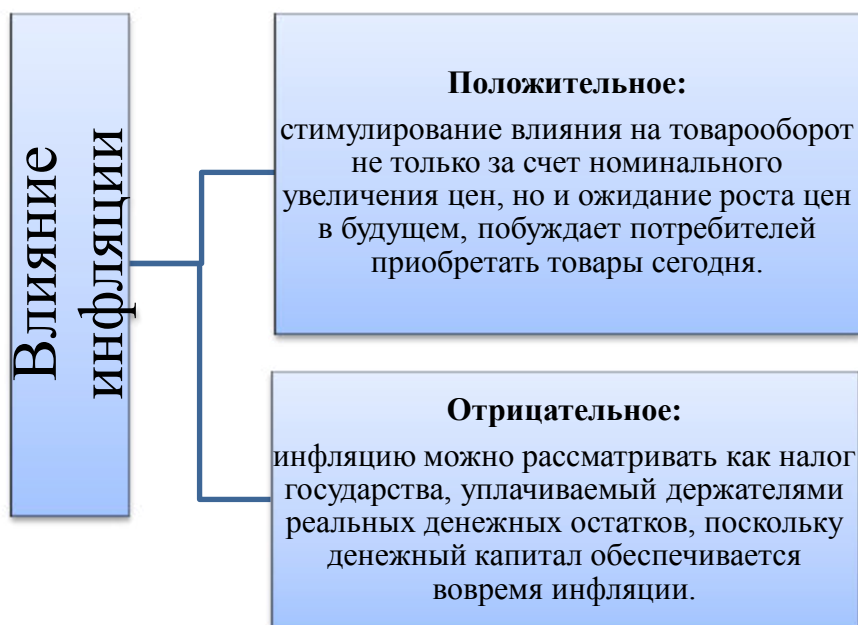 Влияние
инфляции
Положительное:
стимулирование влияния на товарооборот
не только за счет номинального
увеличения цен, но и ожидание роста цен
в будущем, побуждает потребителей
приобретать товары сегодня.
Отрицательное:
инфляцию можно рассматривать как налог
государства, уплачиваемый держателями
реальных денежных остатков, поскольку
денежный капитал обеспечивается
вовремя инфляции.